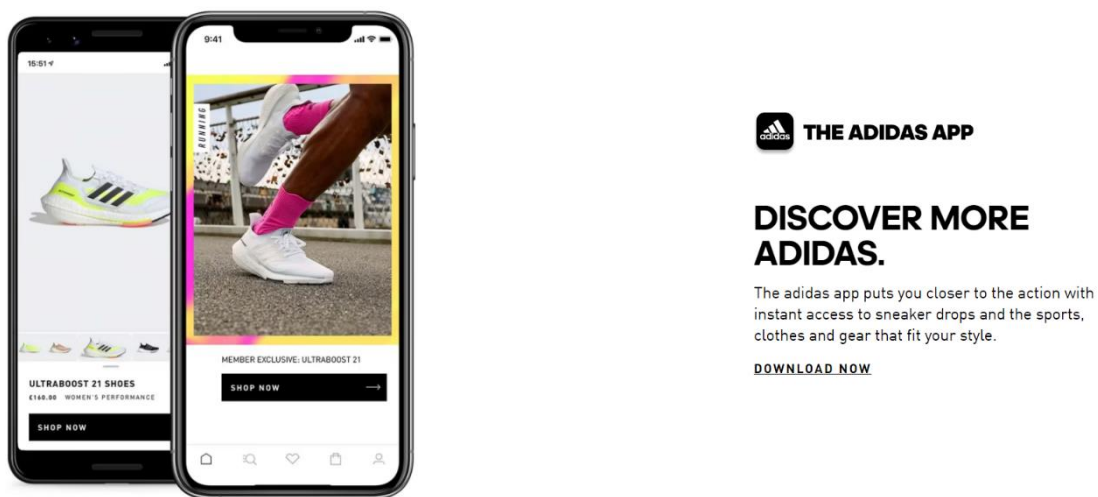 15:51
ULTRABOOST 21 SHOES
£160.00 WOMEN'S PERFORMANCE
SHOP NOW
9:41
RUNNING
MEMBER EXCLUSIVE: ULTRABOOST 21
SHOP NOW
adidas
THE ADIDAS APP
DISCOVER MORE
ADIDAS.
The adidas app puts you closer to the action with
instant access to sneaker drops and the sports,
clothes and gear that fit your style.
DOWNLOAD NOW